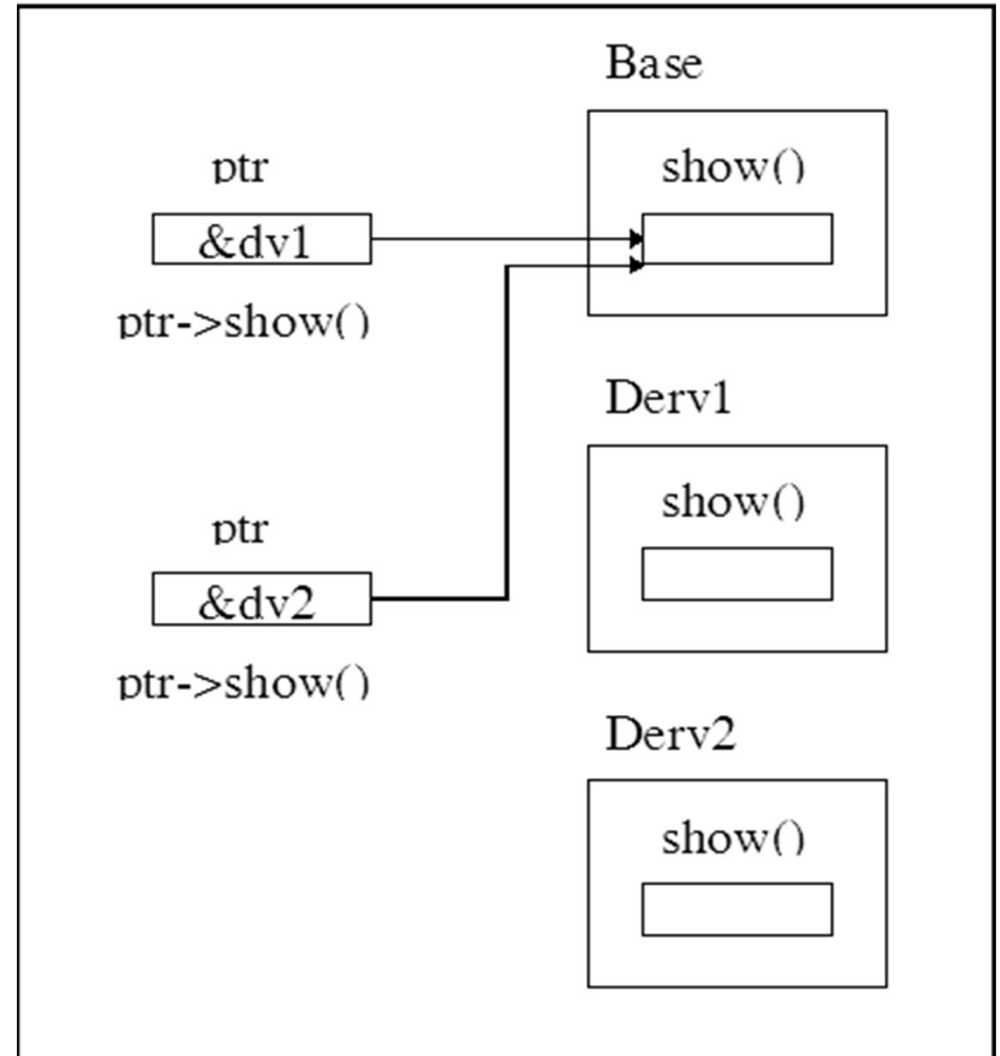 Base
show()
ptr
&dv1
ptr->show()
Derv1
show()
ptr
&dv2
ptr->show()
Derv2
show()